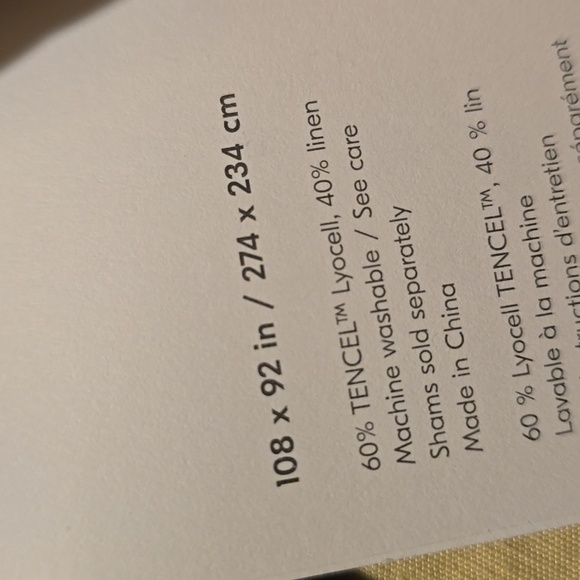 108 x 92 in / 274 x 234 cm
60% TENCEL™ Lyocell, 40% linen
Machine washable / See care
Shams sold separately
Made in China
60 % Lyocell TENCEL™, 40 % lin
Lavable à la machine
d'entretien